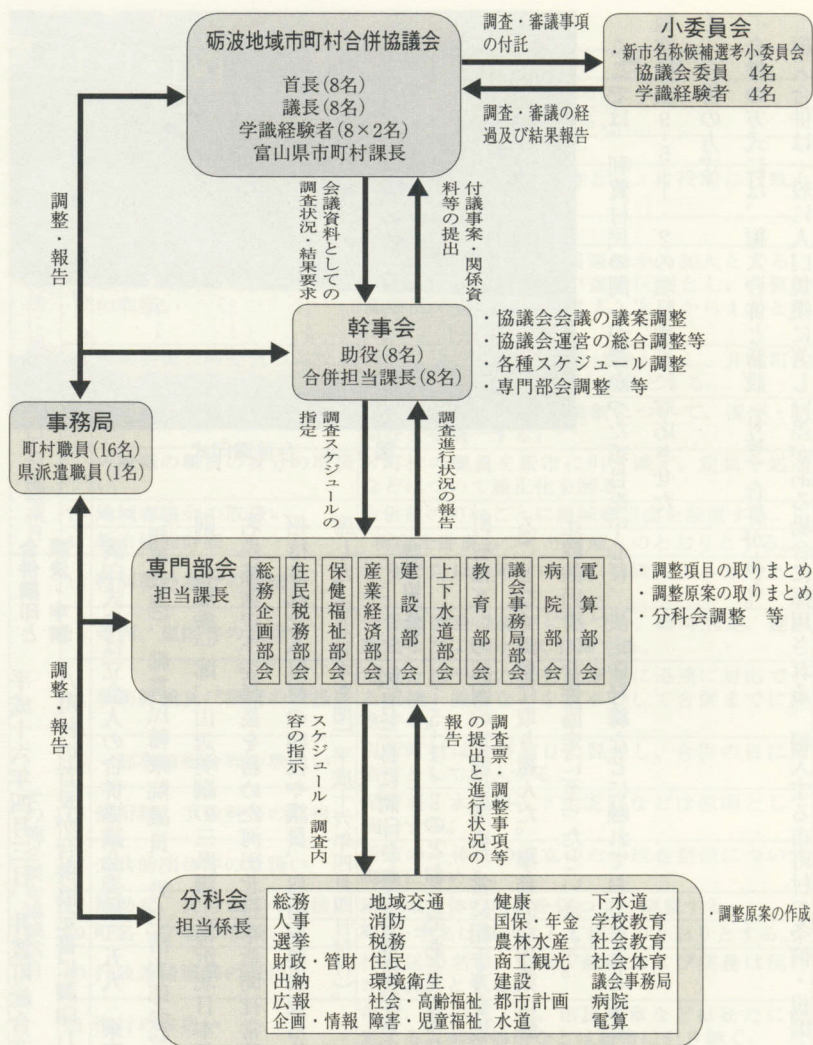 砺波地域市町村合併協議会
首長(8名)
議長(8名)
学識経験者(8×2名)
富山県市町村課長
調査・審議事項
の付託
調査・審議の経
過及び結果報告
小委員会
・新市名称候補選考小委員会
協議会委員 4名
学識経験者 4名
調整・報告
会議資料としての
調査状況・結果要求
付議事案・関係資
料等の提出
幹事会
助役(8名)
合併担当課長(8名)
・協議会会議の議案調整
・協議会運営の総合調整等
・各種スケジュール調整
・専門部会調整 等
事務局
町村職員(16名)
県派遣職員(1名)
調査スケジュールの
指定
調査進行状況の報告
専門部会
担当課長
総務企画部会
住民税務部会
保健福祉部会
産業経済部会
建設部会
上下水道部会
教育部会
議会事務局部会
病院部会
電算部会
・調整項目の取りまとめ
・調整原案の取りまとめ
・分科会調整 等
調整・報告
スケジュール・調査内
容の指示
調査票・調整事項等
の提出と進行状況の
報告
分科会
担当係長
総務 地域交通 健康 下水道
人事 消防 国保・年金 学校教育
選挙 税務 農林水産 社会教育
財政・管財 住民 商工観光 社会体育
出納 環境衛生 建設 議会事務局
広報 社会・高齢福祉 都市計画 病院
企画・情報 障害・児童福祉 水道 電算
・調整原案の作成